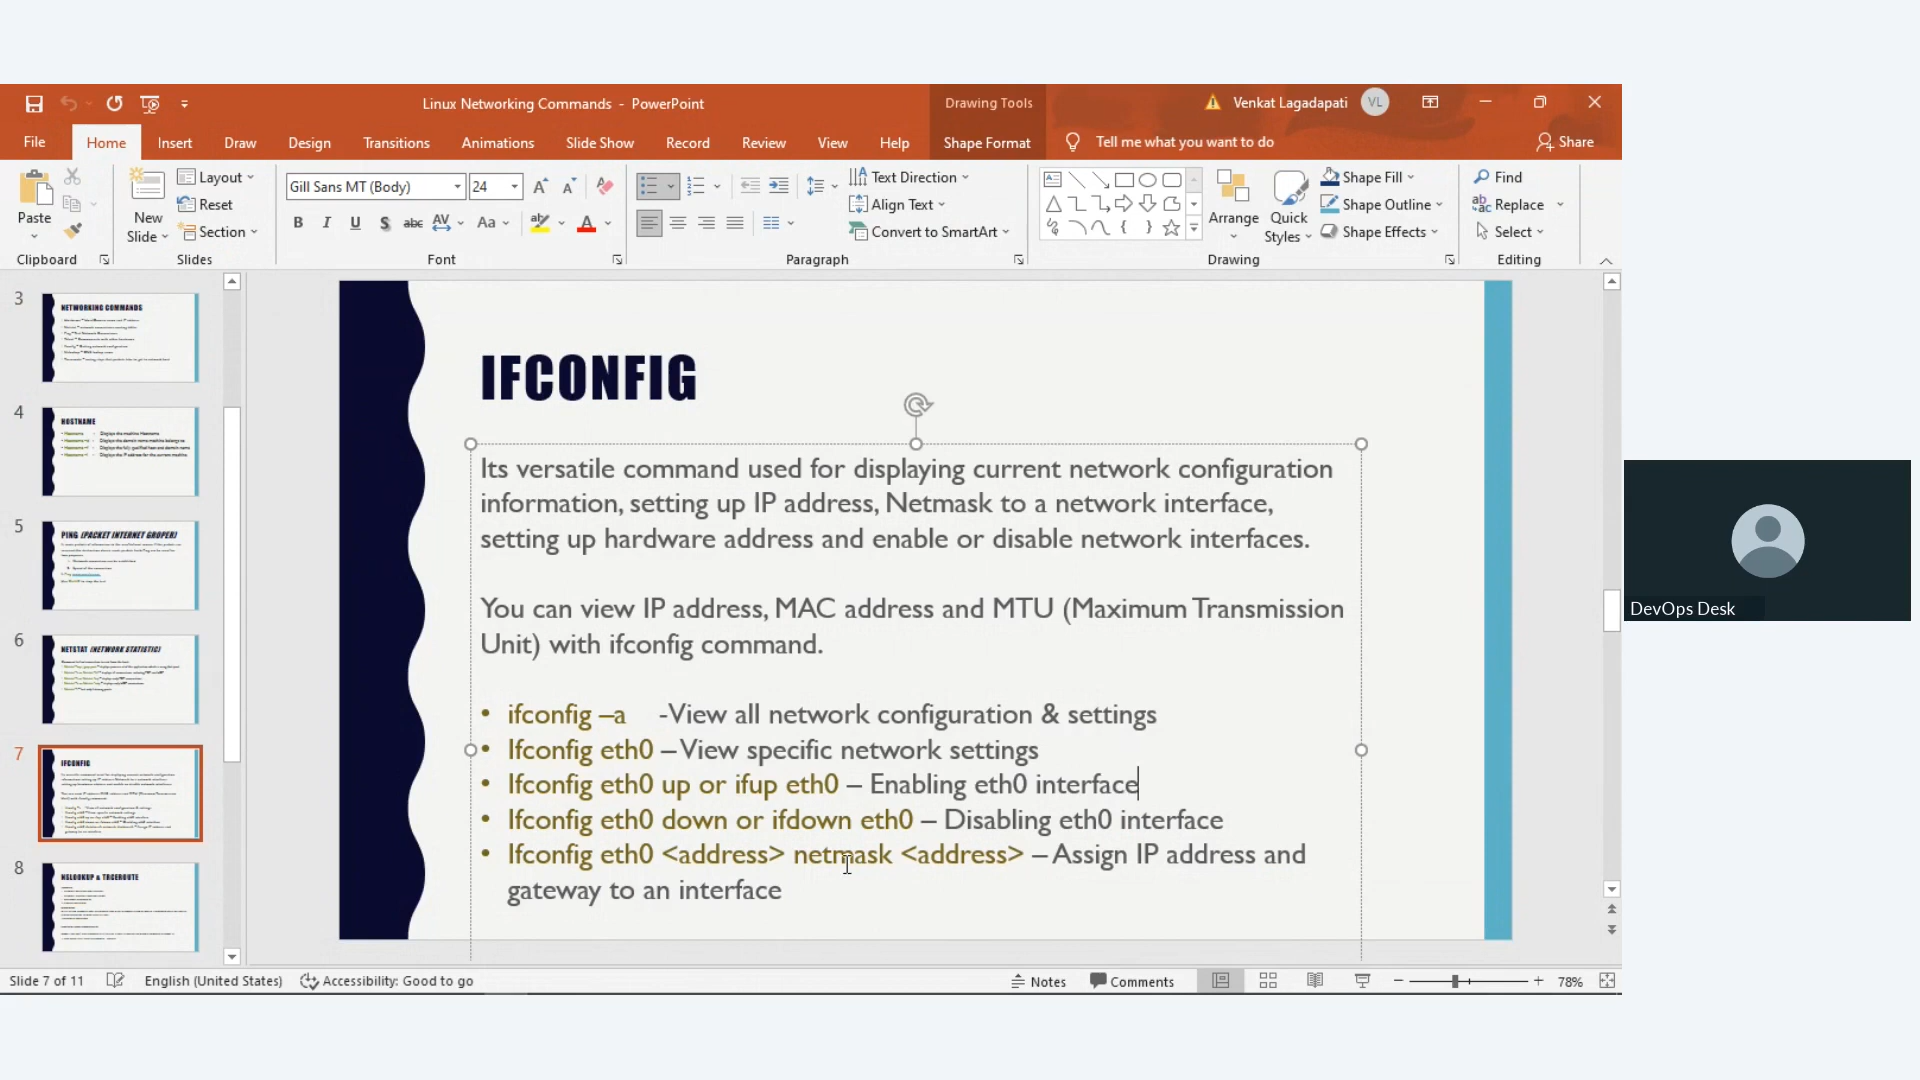 Linux Networking Commands - PowerPoint
Drawing Tools
Venkat Lagadapati
VL
File
Home
Insert
Draw
Design
Transitions
Animations
Slide Show
Record
Review
View
Help
Shape Format
Tell me what you want to do
Share
Paste
New
Slide
Layout
Reset
Section
Gill Sans MT (Body)
24
Text Direction
Align Text
Convert to SmartArt
Arrange
Quick
Styles
Shape Fill
Shape Outline
Shape Effects
Find
Replace
Select
Clipboard
Slides
Font
Paragraph
Drawing
Editing
3
NETWORKING COMMANDS
4
HOSTNAME
5
PING (PACKET INTERNET GROPER)
6
NETSTAT (NETWORK STATISTIC)
7
IFCONFIG
8
NSLOOKUP & TRCEROUTE
IFCONFIG
Its versatile command used for displaying current network configuration
information, setting up IP address, Netmask to a network interface,
setting up hardware address and enable or disable network interfaces.
You can view IP address, MAC address and MTU (Maximum Transmission
Unit) with ifconfig command.
• ifconfig –a -View all network configuration & settings
• Ifconfig eth0 – View specific network settings
• Ifconfig eth0 up or ifup eth0 – Enabling eth0 interface
• Ifconfig eth0 down or ifdown eth0 – Disabling eth0 interface
• Ifconfig eth0 <address> netmask <address> – Assign IP address and
gateway to an interface
DevOps Desk
Slide 7 of 11
English (United States)
Accessibility: Good to go
Notes
Comments
78%